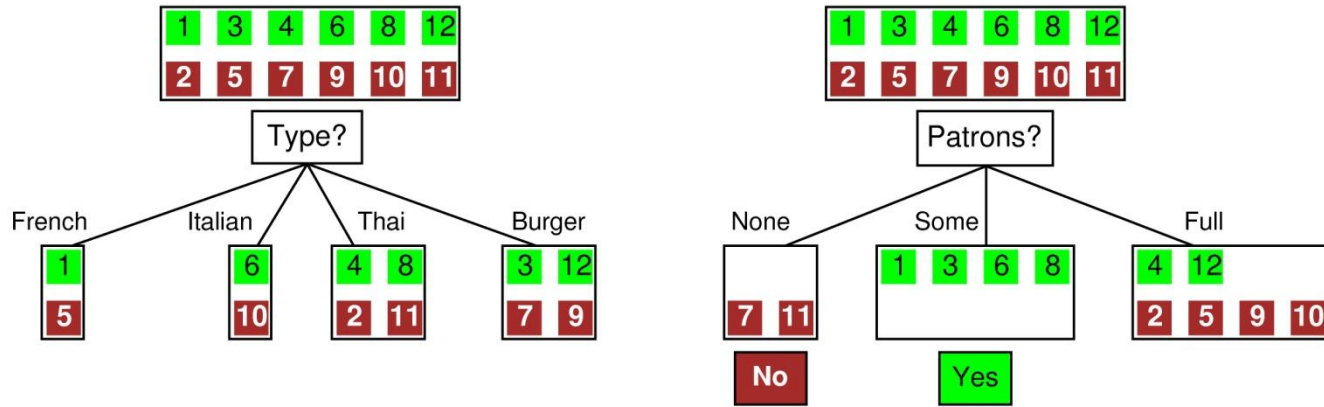 1 3 4 6 8 12
2 5 7 9 10 11
Type?
French Italian Thai Burger
1 6 4 8 3 12
5 10 2 11 7 9
1 3 4 6 8 12
2 5 7 9 10 11
Patrons?
None Some Full
1 3 6 8 4 12
7 11 2 5 9 10
No Yes